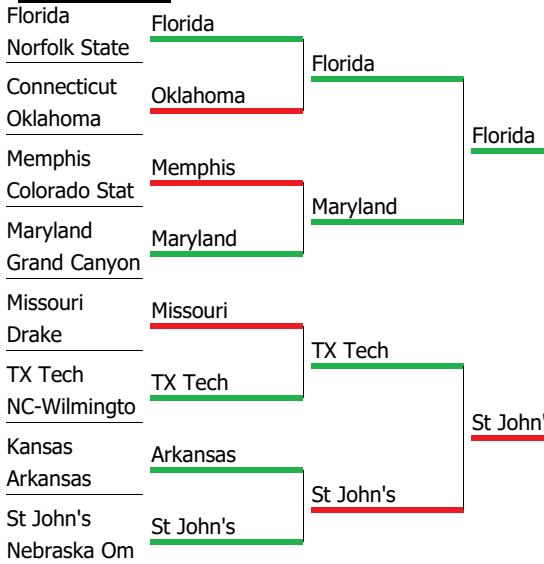 Florida
Norfolk State
Connecticut
Oklahoma
Memphis
Colorado Stat
Maryland
Grand Canyon
Missouri
Drake
TX Tech
NC-Wilmingto
Kansas
Arkansas
St John's
Nebraska Om
Florida
Oklahoma
Memphis
Maryland
Missouri
TX Tech
Arkansas
St John's
Florida
Maryland
TX Tech
St John's
Florida
St John'